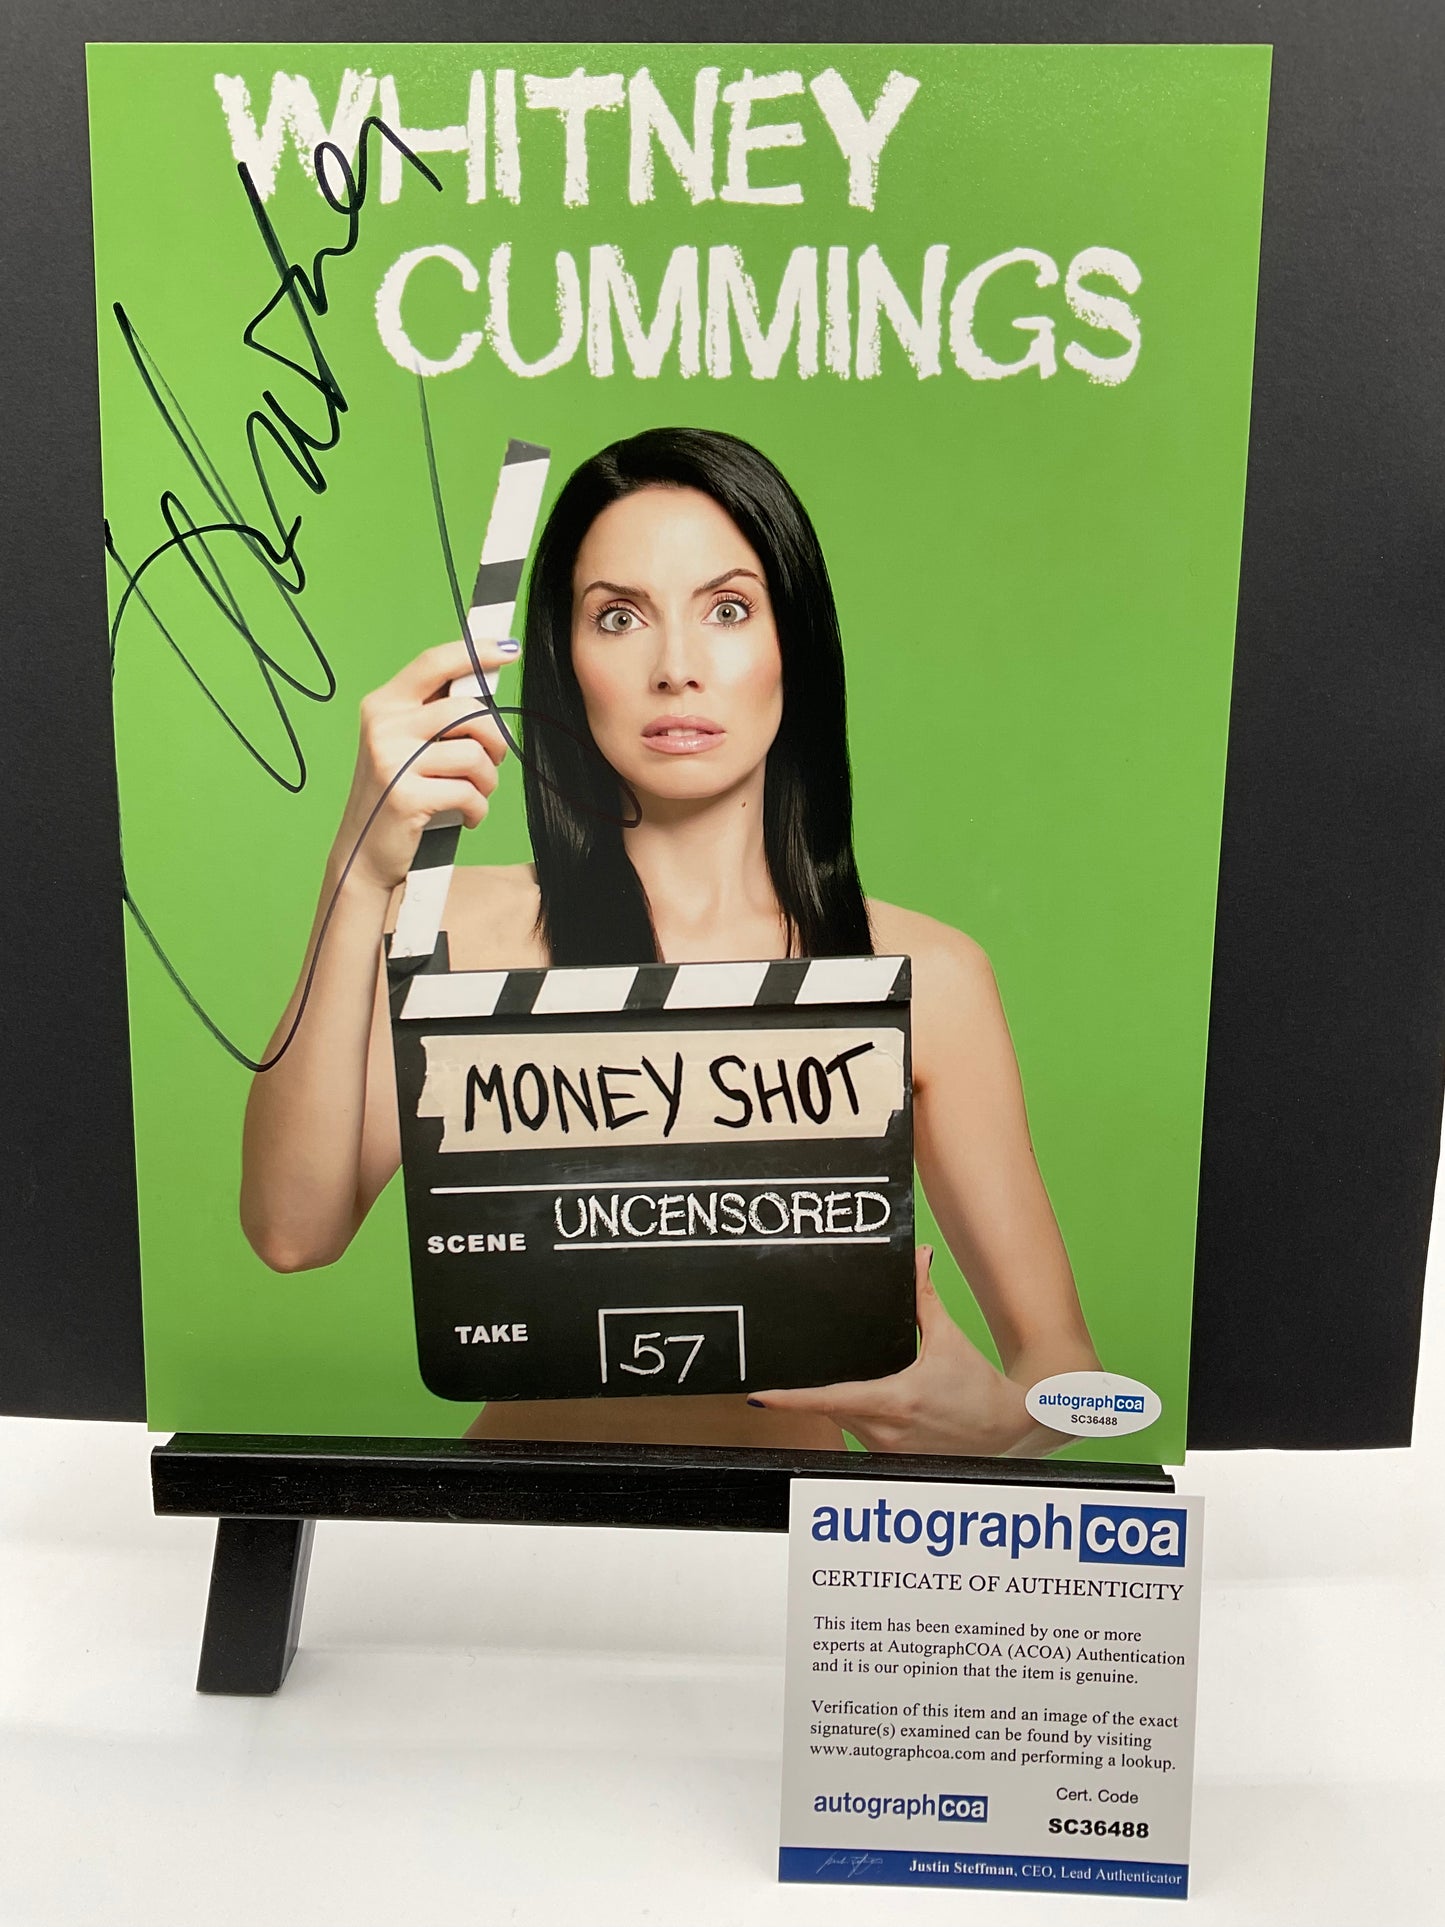 WHITNEY
CUMMINGS
MONEY SHOT
SCENE UNCENSORED
TAKE 57
autographcoa
SC36488
autographcoa
CERTIFICATE OF AUTHENTICITY
This item has been examined by one or more
experts at AutographCOA (ACOA) Authentication
and it is our opinion that the item is genuine.
Verification of this item and an image of the exact
signature(s) examined can be found by visiting
www.autographcoa.com and performing a lookup.
autographcoa
Cert. Code
SC36488
Justin Steffman, CEO, Lead Authenticator